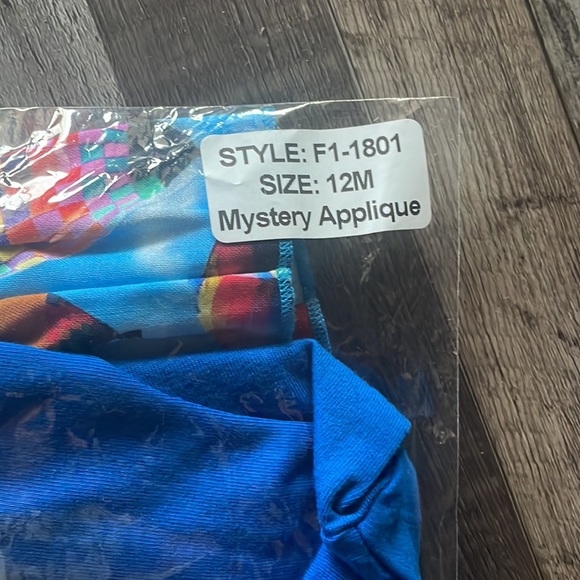 STYLE: F1-1801
SIZE: 12M
Mystery Applique